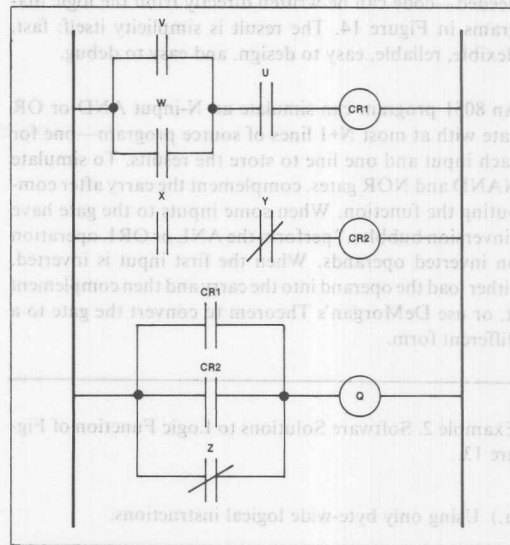 V
W
U
CR1
X
Y
CR2
CR1
CR2
Q
Z
needed—code can be written directly from the logic
grams in Figure 14. The result is simplicity itself: fast,
flexible, reliable, easy to design, and easy to debug.
An 8051 program can simulate an N-input AND or OR
gate with at most N+1 lines of source program—one for
each input and one line to store the results. To simulate
NAND and NOR gates, complement the carry after com-
puting the function. When some inputs to the gate have
"inversion bubbles", perform the ANL or ORL operation
on inverted operands. When the first input is inverted,
either load the operand into the carry and then complement
it, or use DeMorgan's Theorem to convert the gate to a
different form.
Example 2. Software Solutions to Logic Function of Fig-
ure 13.
a.) Using only byte-wide logical instructions.